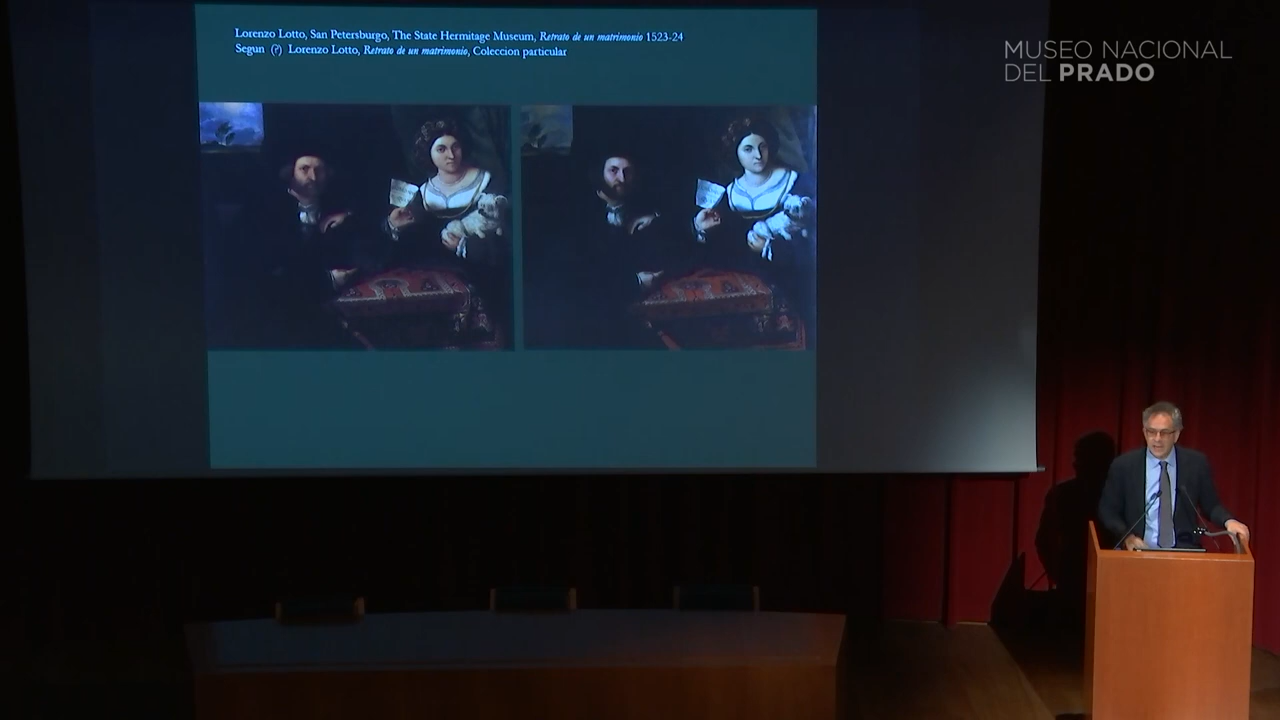 Lorenzo Lotto, San Petersburgo, The State Hermitage Museum, Retrato de un matrimonio 1523-24
Segun (?) Lorenzo Lotto, Retrato de un matrimonio, Coleccion particular
MUSEO NACIONAL
DEL PRADO